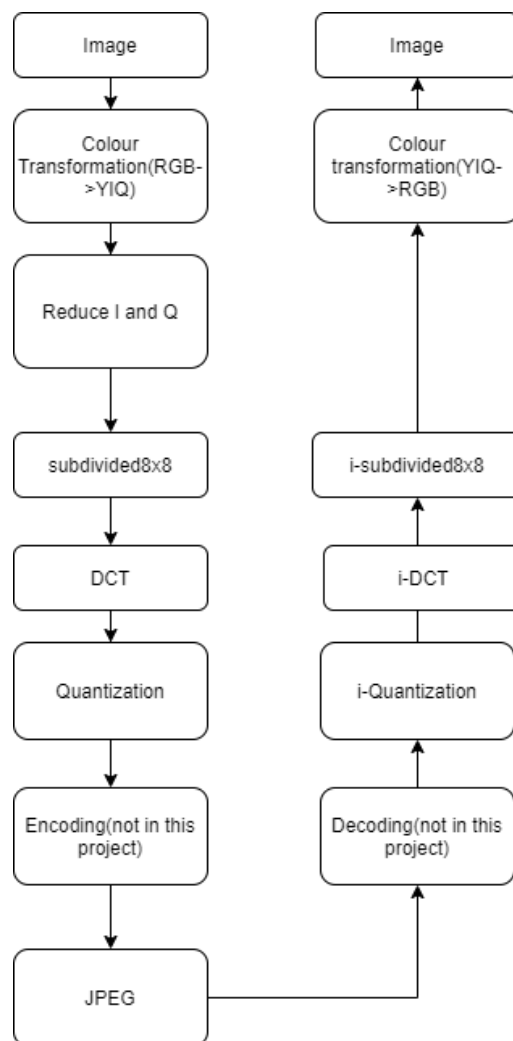 Image
Colour
Transformation(RGB-
>YIQ)
Reduce I and Q
subdivided8x8
DCT
Quantization
Encoding(not in this
project)
JPEG
Image
Colour
transformation(YIQ-
>RGB)
i-subdivided8x8
i-DCT
i-Quantization
Decoding(not in this
project)